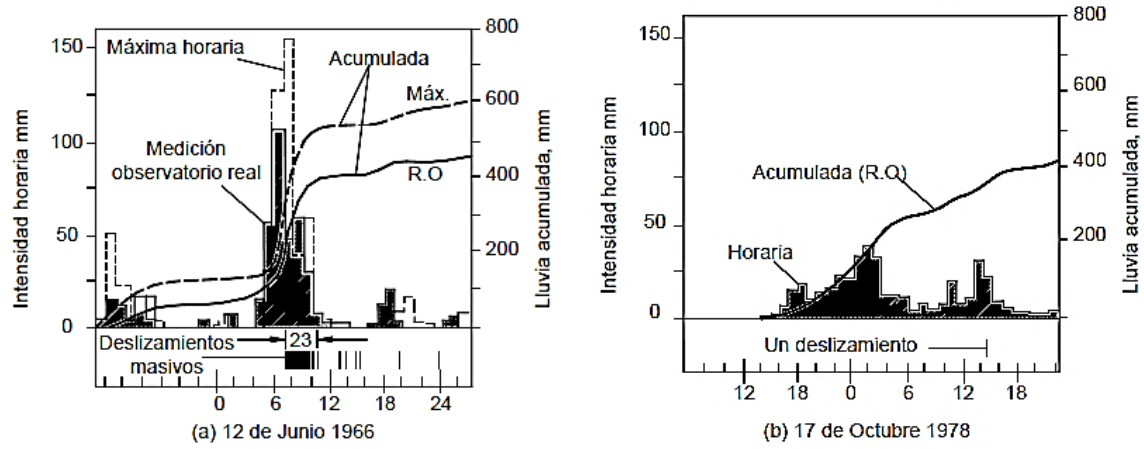 150
100
50
0
Intensidad horaria mm
Máxima horaria
Acumulada
Máx.
Medición
observatorio real
R.O
800
600
400
200
0
Lluvia acumulada, mm
Deslizamientos
masivos
23
0 6 12 18 24
(a) 12 de Junio 1966
150
100
50
0
Intensidad horaria mm
Acumulada (R.O)
Horaria
800
600
400
200
0
Lluvia acumulada, mm
Un deslizamiento
12 18 0 6 12 18
(b) 17 de Octubre 1978